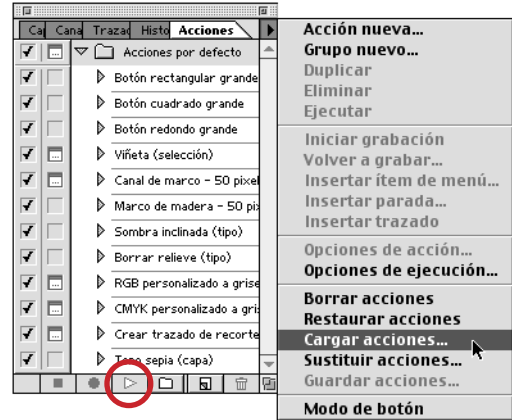 Ca Cana Trazad Histo Acciones
Acciones por defecto
Botón rectangular grande
Botón cuadrado grande
Botón redondo grande
Viñeta (selección)
Canal de marco - 50 pixel
Marco de madera - 50 pi
Sombra inclinada (tipo)
Borrar relieve (tipo)
RGB personalizado a grise
CMYK personalizado a gri
Crear trazado de recorte
Tono sepia (capa)
Acción nueva...
Grupo nuevo...
Duplicar
Eliminar
Ejecutar
Iniciar grabación
Volver a grabar...
Insertar ítem de menú...
Insertar parada...
Insertar trazado
Opciones de acción...
Opciones de ejecución...
Borrar acciones
Restaurar acciones
Cargar acciones...
Sustituir acciones...
Guardar acciones...
Modo de botón